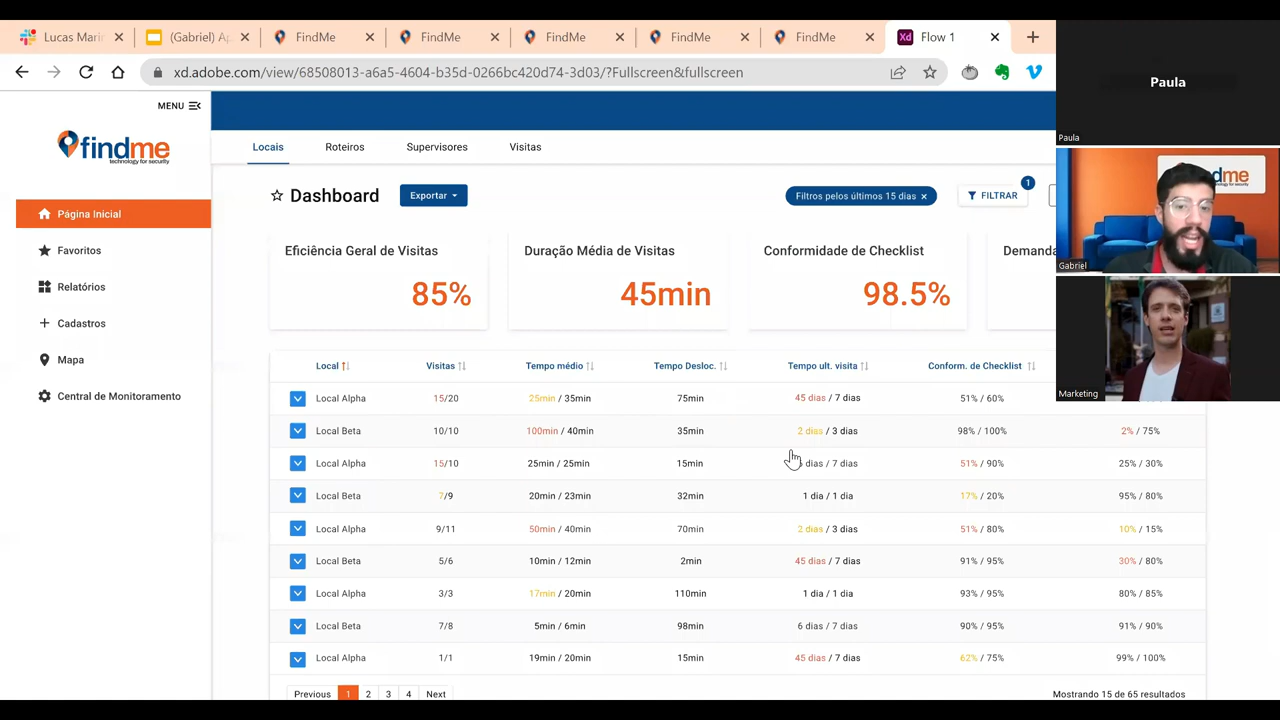 Lucas Marin
(Gabriel) Ap
FindMe
FindMe
FindMe
FindMe
FindMe
Xd Flow 1
xd.adobe.com/view/68508013-a6a5-4604-b35d-0266bc420d74-3d03/?Fullscreen&fullscreen
Paula
Paula
MENU
findme
technology for security
Locais Roteiros Supervisores Visitas
Dashboard Exportar Filtros pelos últimos 15 dias × FILTRAR 1
Página Inicial
Favoritos
Relatórios
Cadastros
Mapa
Central de Monitoramento
Eficiência Geral de Visitas
85%
Duração Média de Visitas
45min
Conformidade de Checklist
98.5%
Demanda
dme
Gabriel
Marketing
Local Visitas Tempo médio Tempo Desloc. Tempo ult. visita Conform. de Checklist
Local Alpha 15/20 25min / 35min 75min 45 dias / 7 dias 51% / 60%
Local Beta 10/10 100min / 40min 35min 2 dias / 3 dias 98% / 100% 2% / 75%
Local Alpha 15/10 25min / 25min 15min dias / 7 dias 51% / 90% 25% / 30%
Local Beta 7/9 20min / 23min 32min 1 dia / 1 dia 17% / 20% 95% / 80%
Local Alpha 9/11 50min / 40min 70min 2 dias / 3 dias 51% / 80% 10% / 15%
Local Beta 5/6 10min / 12min 2min 45 dias / 7 dias 91% / 95% 30% / 80%
Local Alpha 3/3 17min / 20min 110min 1 dia / 1 dia 93% / 95% 80% / 85%
Local Beta 7/8 5min / 6min 98min 6 dias / 7 dias 90% / 95% 91% / 90%
Local Alpha 1/1 19min / 20min 15min 45 dias / 7 dias 62% / 75% 99% / 100%
Previous 1 2 3 4 Next
Mostrando 15 de 65 resultados